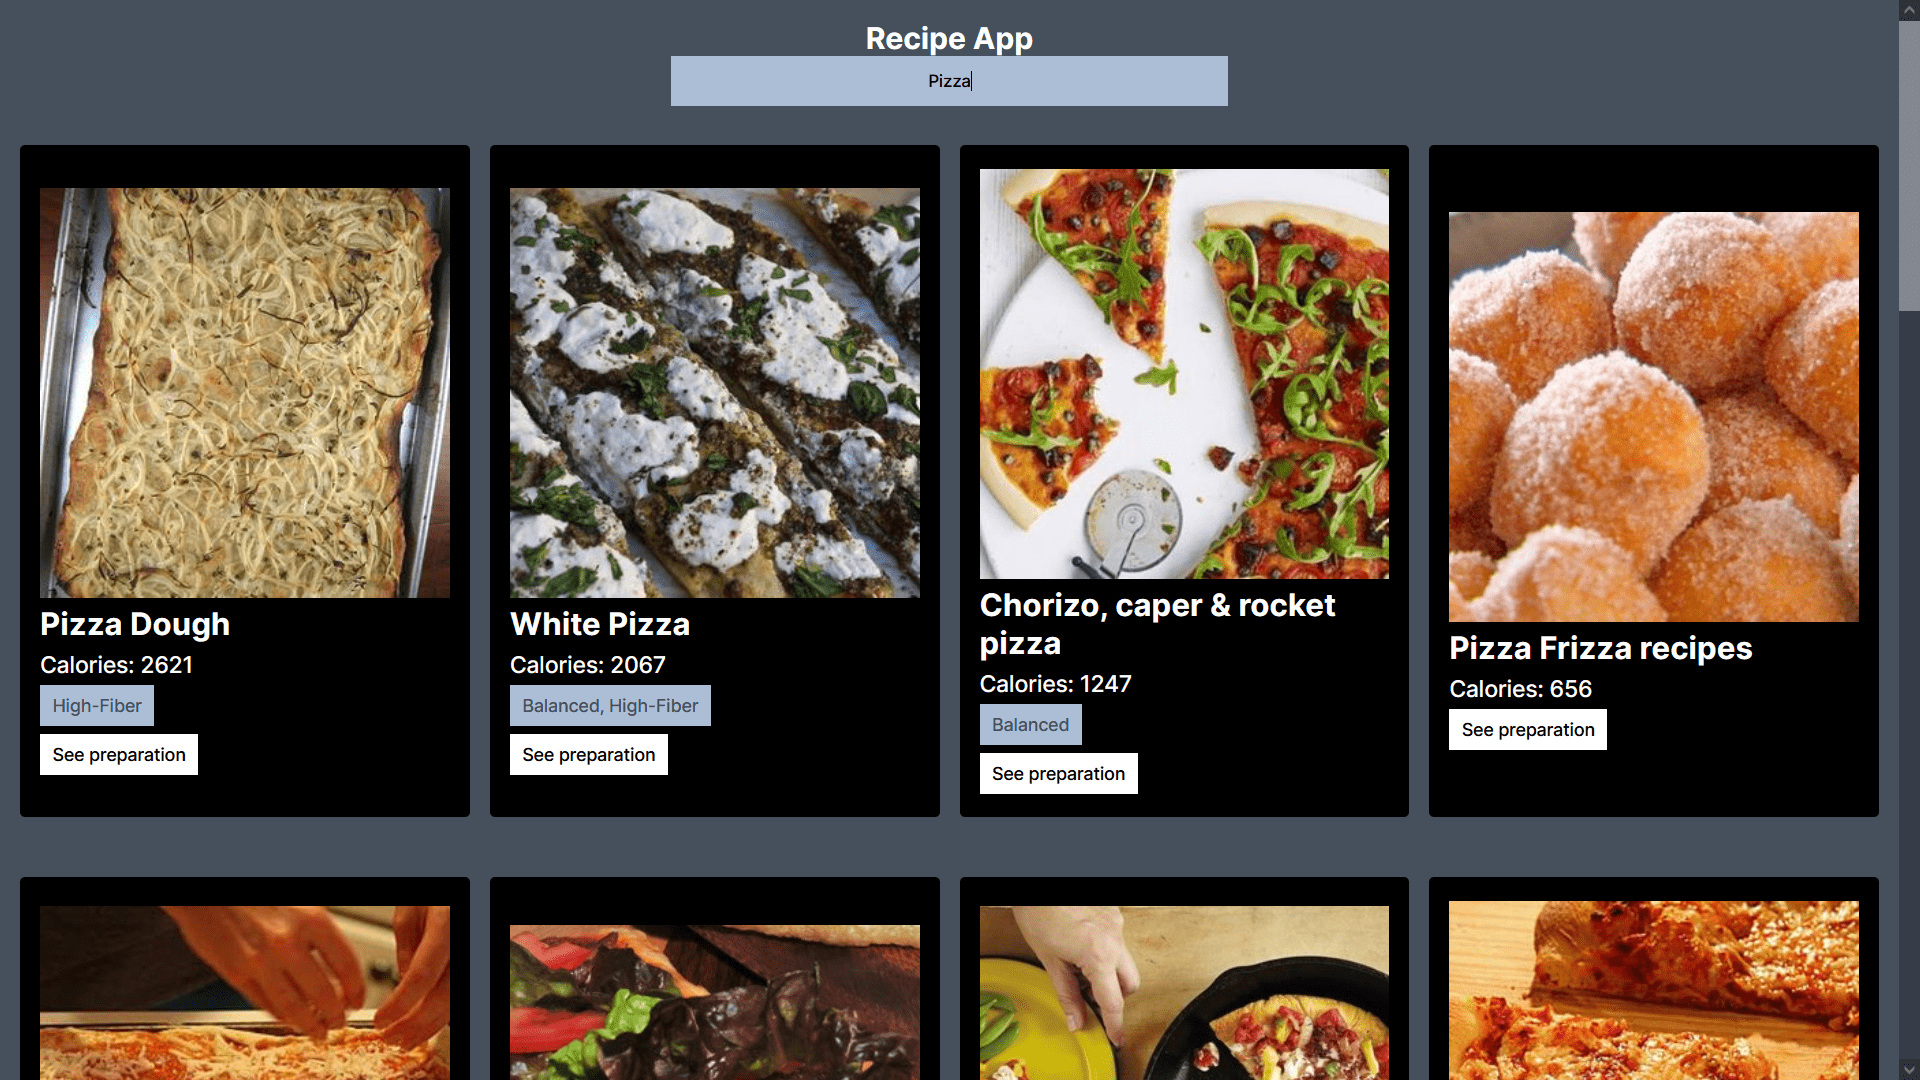 Recipe App
Pizza
Pizza Dough
Calories: 2621
High-Fiber
See preparation
White Pizza
Calories: 2067
Balanced, High-Fiber
See preparation
Chorizo, caper & rocket
pizza
Calories: 1247
Balanced
See preparation
Pizza Frizza recipes
Calories: 656
See preparation